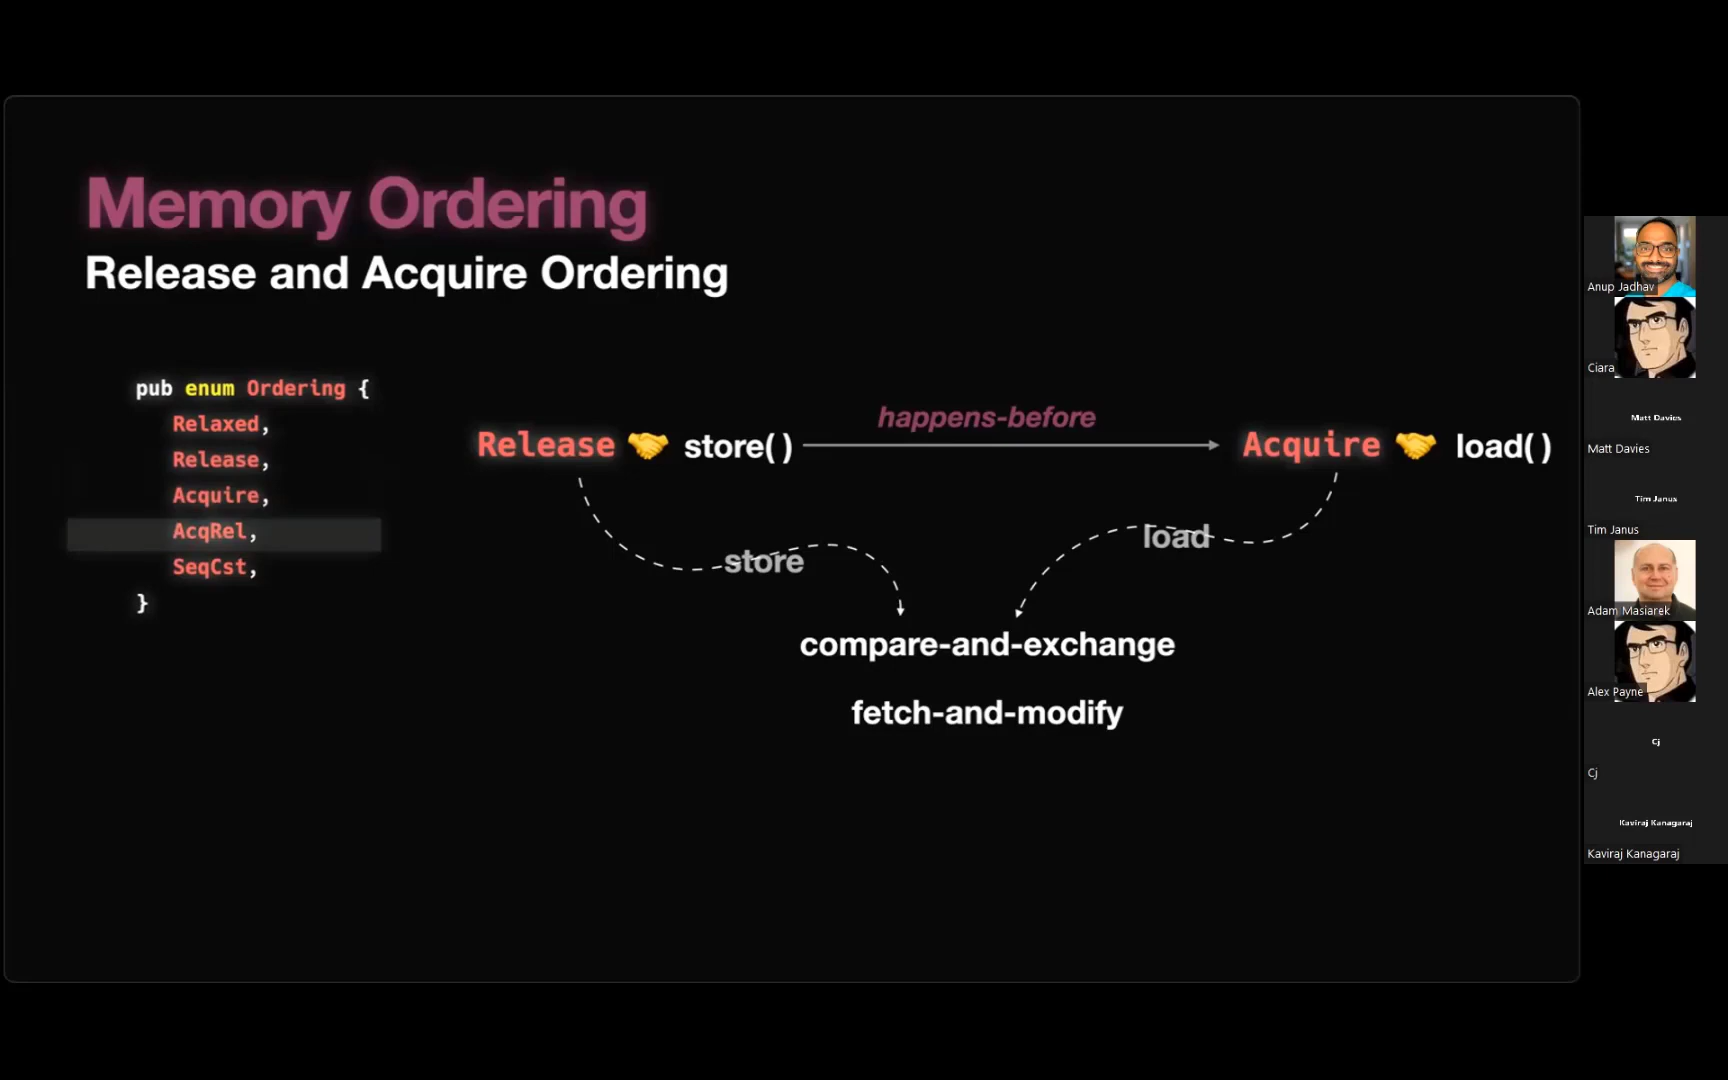 Memory Ordering
Release and Acquire Ordering
pub enum Ordering {
Relaxed,
Release,
Acquire,
AcqRel,
SeqCst,
}
happens-before
Release 🤝 store()
Acquire 🤝 load()
store
load
compare-and-exchange
fetch-and-modify
Anup Jadhav
Ciara
Matt Davies
Matt Davies
Tim Janus
Tim Janus
Adam Masiarek
Alex Payne
Cj
Cj
Kaviraj Kanagaraj
Kaviraj Kanagaraj